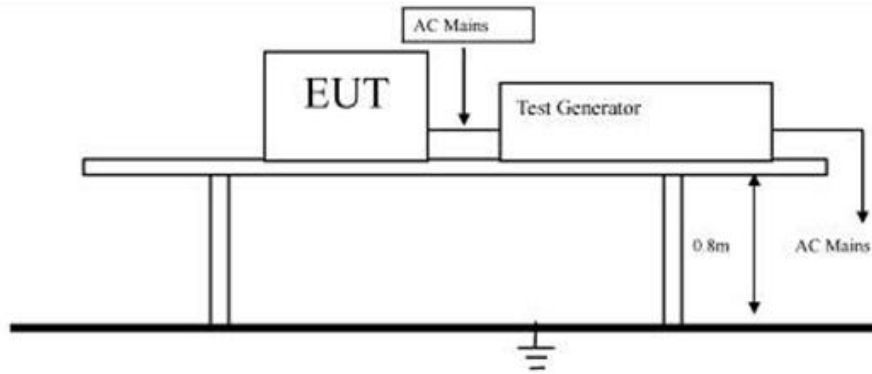 AC Mains
EUT
Test Generator
0.8m
AC Mains